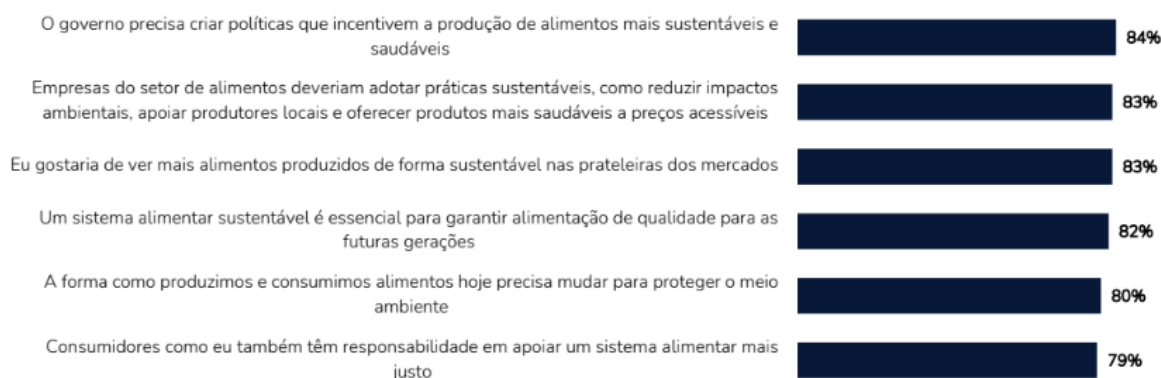 O governo precisa criar políticas que incentivem a produção de alimentos mais sustentáveis e
saudáveis
84%
Empresas do setor de alimentos deveriam adotar práticas sustentáveis, como reduzir impactos
ambientais, apoiar produtores locais e oferecer produtos mais saudáveis a preços acessíveis
83%
Eu gostaria de ver mais alimentos produzidos de forma sustentável nas prateleiras dos mercados
83%
Um sistema alimentar sustentável é essencial para garantir alimentação de qualidade para as
futuras gerações
82%
A forma como produzimos e consumimos alimentos hoje precisa mudar para proteger o meio
ambiente
80%
Consumidores como eu também têm responsabilidade em apoiar um sistema alimentar mais
justo
79%